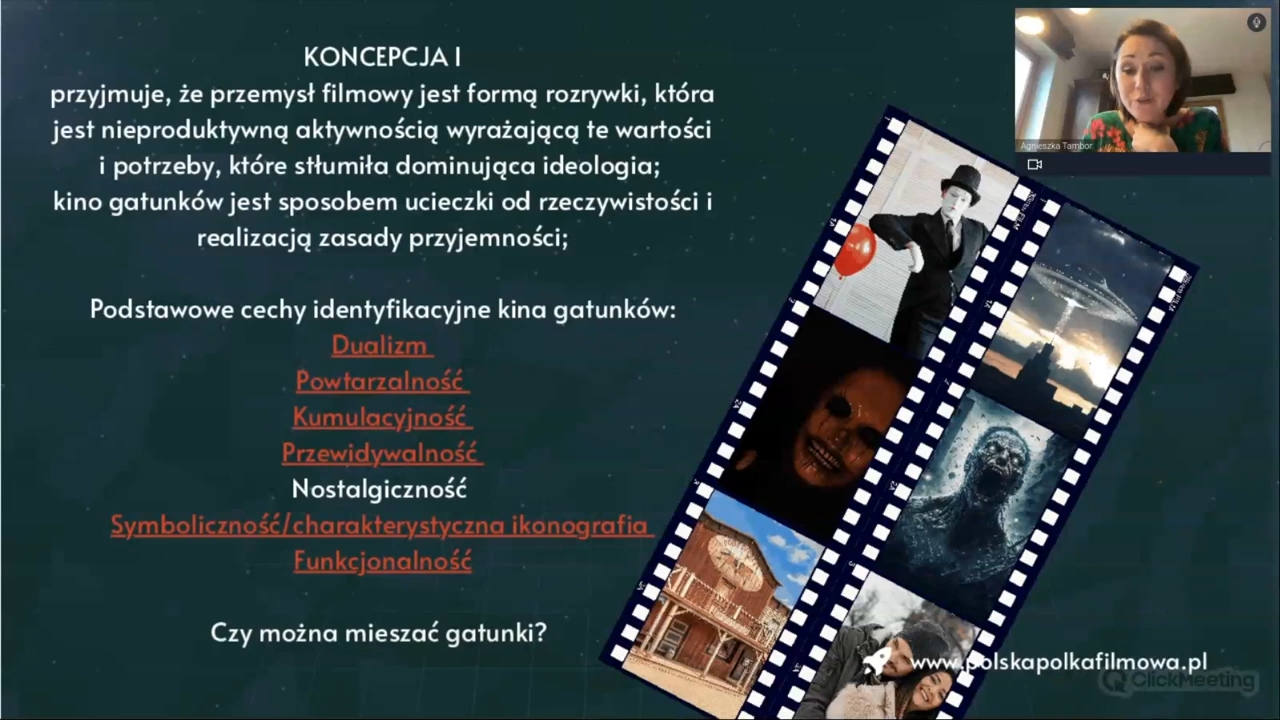 KONCEPCJA I
przyjmuje, że przemysł filmowy jest formą rozrywki, która
jest nieproduktywną aktywnością wyrażającą te wartości
i potrzeby, które stłumiła dominująca ideologia;
kino gatunków jest sposobem ucieczki od rzeczywistości i
realizacją zasady przyjemności;
Podstawowe cechy identyfikacyjne kina gatunków:
Dualizm
Powtarzalność
Kumulacyjność
Przewidywalność
Nostalgiczność
Symboliczność/charakterystyczna ikonografia
Funkcjonalność
Czy można mieszać gatunki?
Agnieszka Tambor
www.polskapolkafilmowa.pl
ClickMeeting